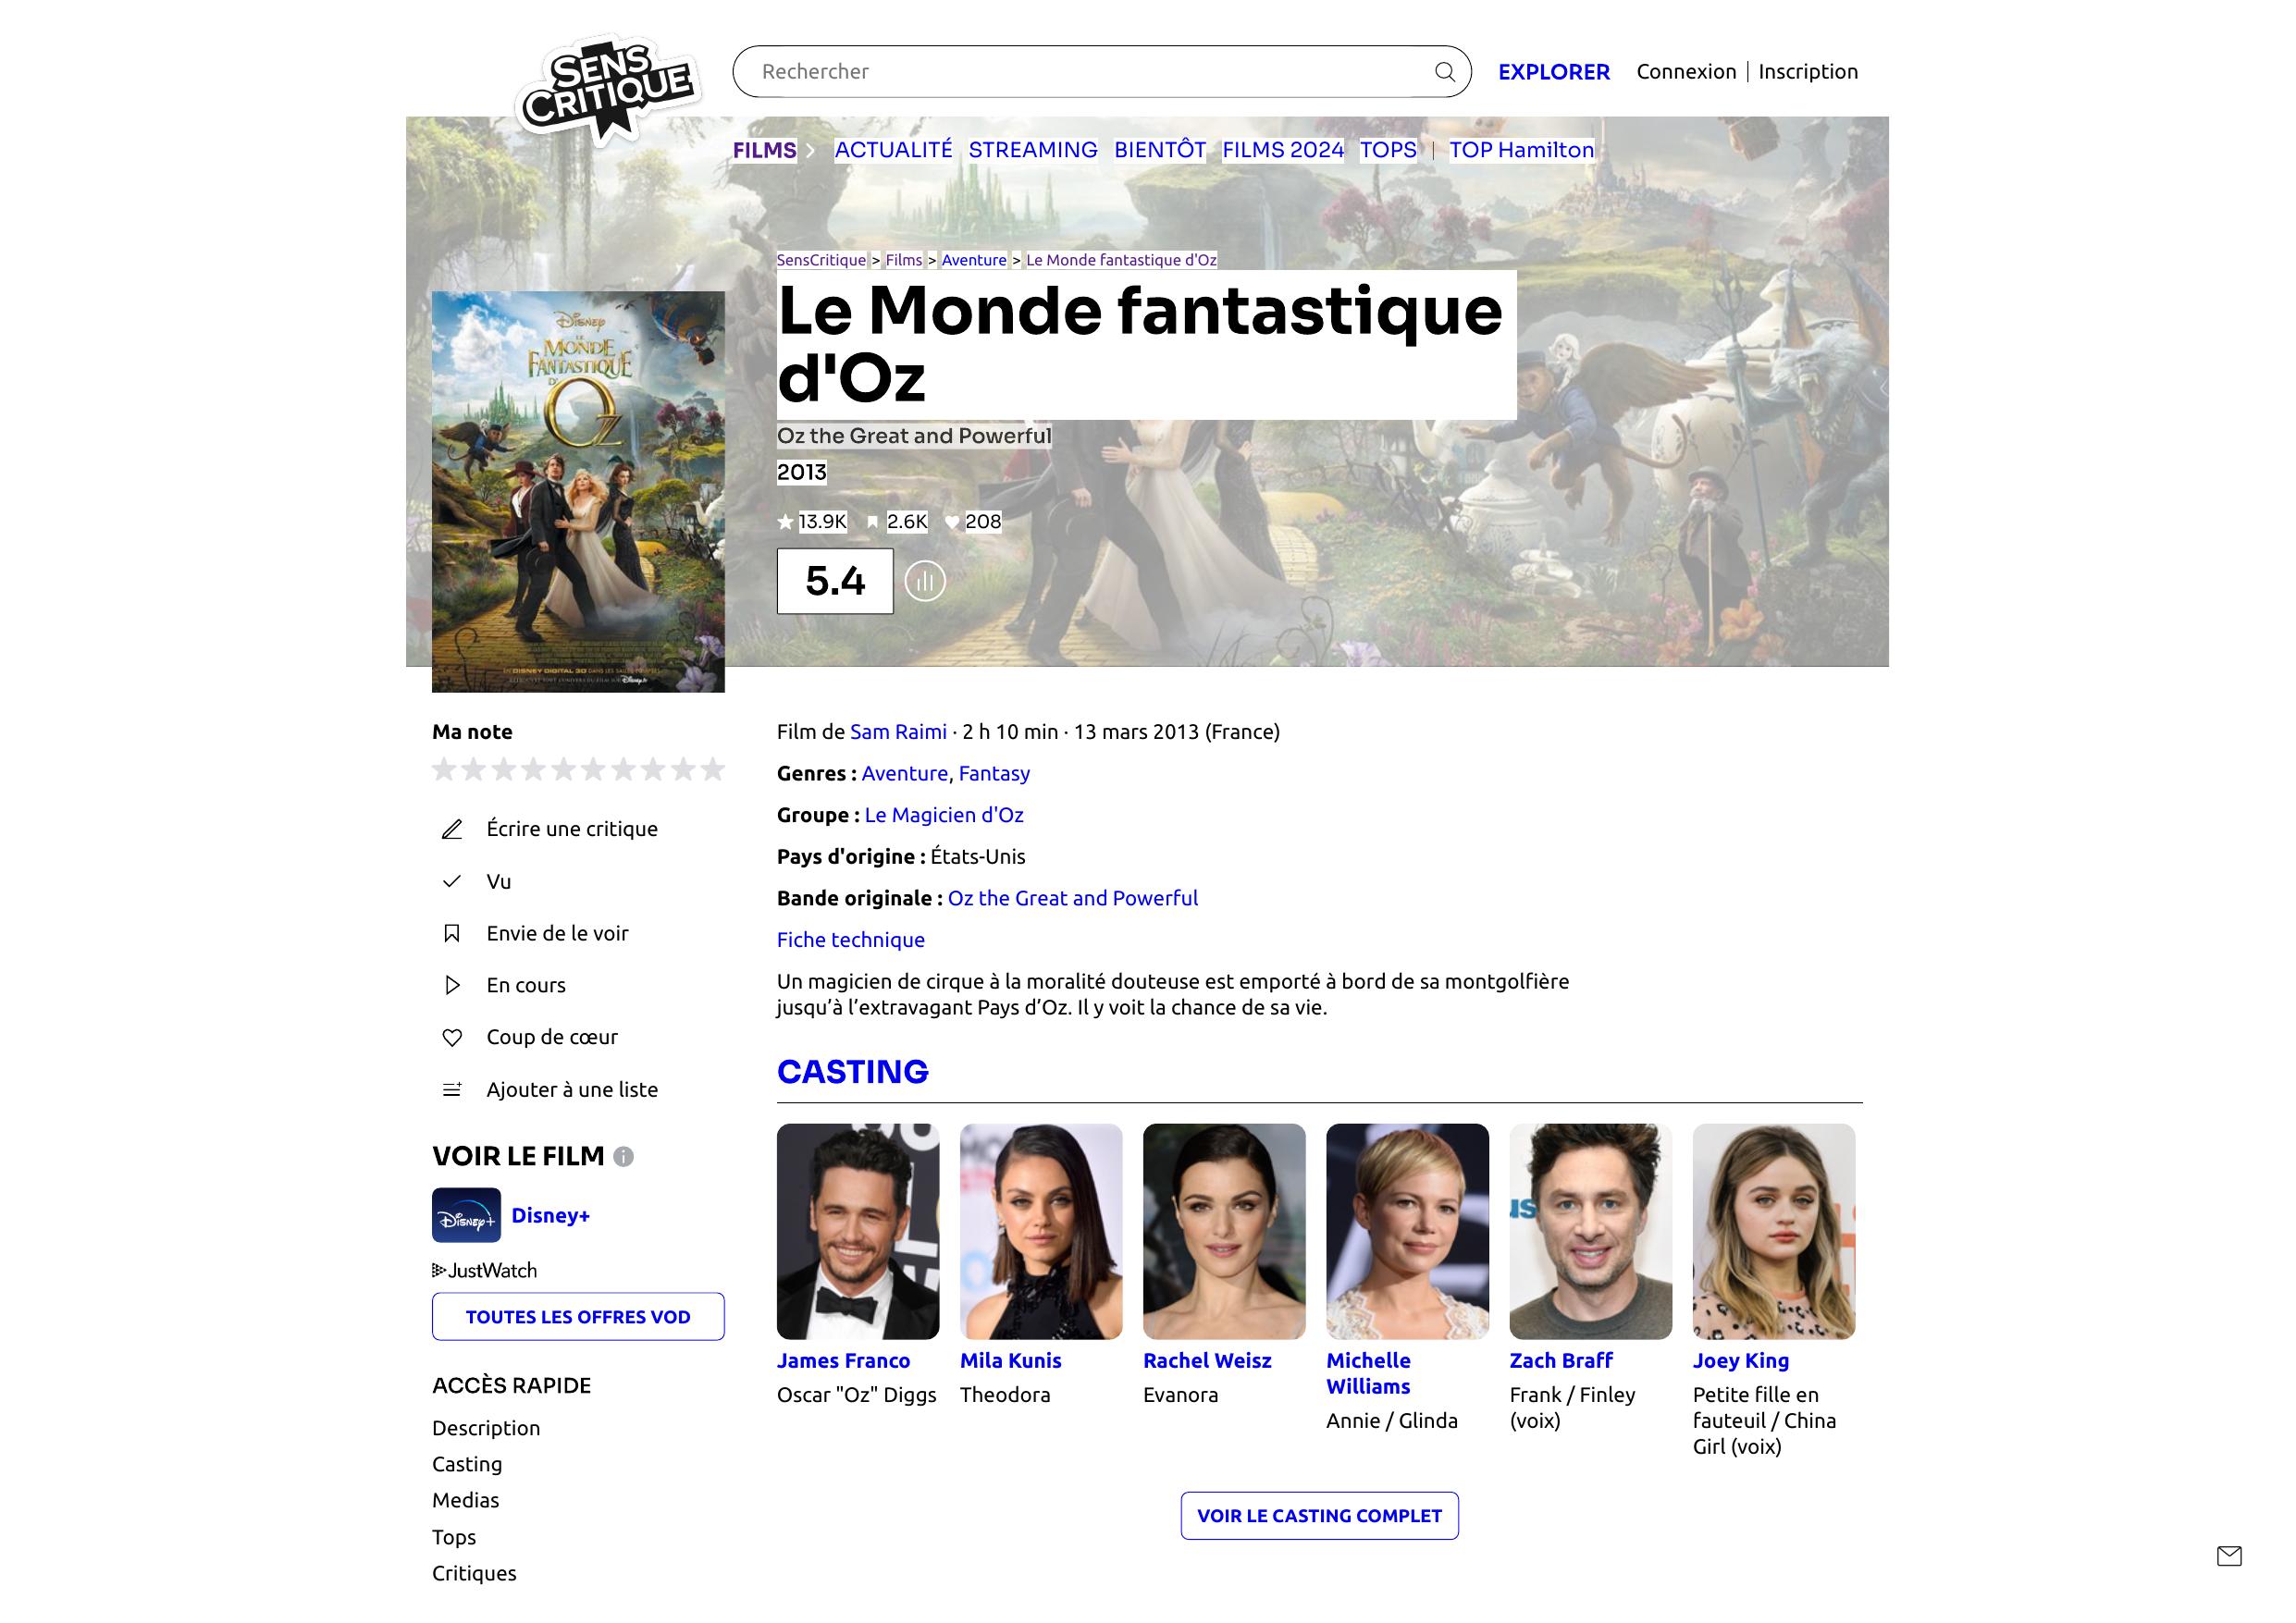 SENS
CRITIQUE
Rechercher
EXPLORER
Connexion | Inscription
FILMS
ACTUALITÉ STREAMING BIENTÔT FILMS 2024 TOPS | TOP Hamilton
SensCritique > Films > Aventure > Le Monde fantastique d'Oz
Le Monde fantastique
d'Oz
Oz the Great and Powerful
2013
13.9K 2.6K 208
5.4
DISNEY
LE
MONDE
FANTASTIQUE
D'
OZ
Ma note
Écrire une critique
Vu
Envie de le voir
En cours
Coup de cœur
Ajouter à une liste
VOIR LE FILM
Disney+
Disney+
JustWatch
TOUTES LES OFFRES VOD
ACCÈS RAPIDE
Description
Casting
Medias
Tops
Critiques
Film de Sam Raimi · 2 h 10 min · 13 mars 2013 (France)
Genres : Aventure, Fantasy
Groupe : Le Magicien d'Oz
Pays d'origine : États-Unis
Bande originale : Oz the Great and Powerful
Fiche technique
Un magicien de cirque à la moralité douteuse est emporté à bord de sa montgolfière
jusqu’à l’extravagant Pays d’Oz. Il y voit la chance de sa vie.
CASTING
James Franco
Oscar "Oz" Diggs
Mila Kunis
Theodora
Rachel Weisz
Evanora
Michelle
Williams
Annie / Glinda
Zach Braff
Frank / Finley
(voix)
Joey King
Petite fille en
fauteuil / China
Girl (voix)
VOIR LE CASTING COMPLET